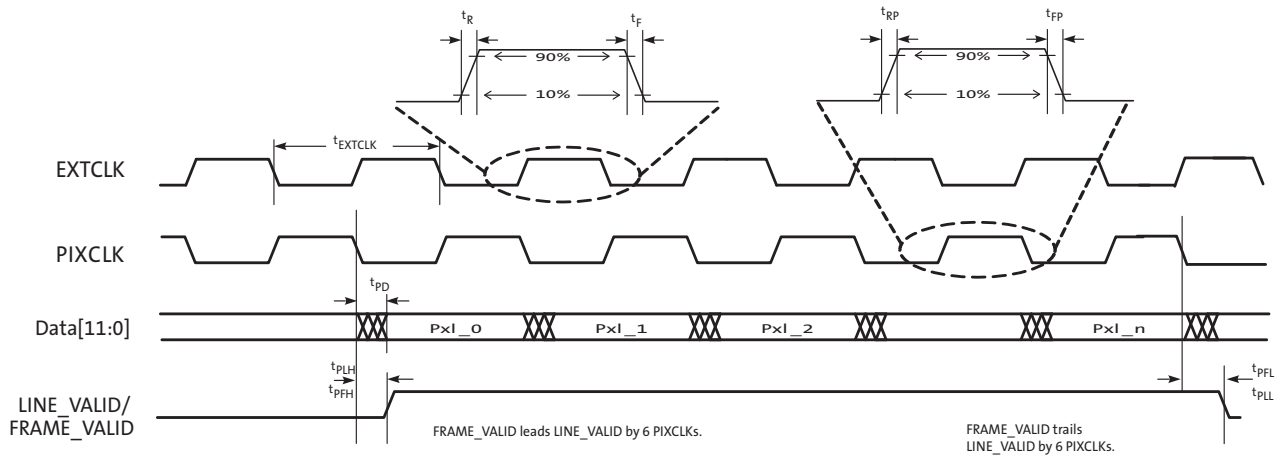 tR
tF
tRP
tFP
90%
90%
10%
10%
tEXTCLK
EXTCLK
PIXCLK
tPD
Data[11:0]
Pxl_0
Pxl_1
Pxl_2
Pxl_n
tPLH
tPFH
tPFL
tPLL
LINE_VALID/
FRAME_VALID
FRAME_VALID leads LINE_VALID by 6 PIXCLKs.
FRAME_VALID trails
LINE_VALID by 6 PIXCLKs.